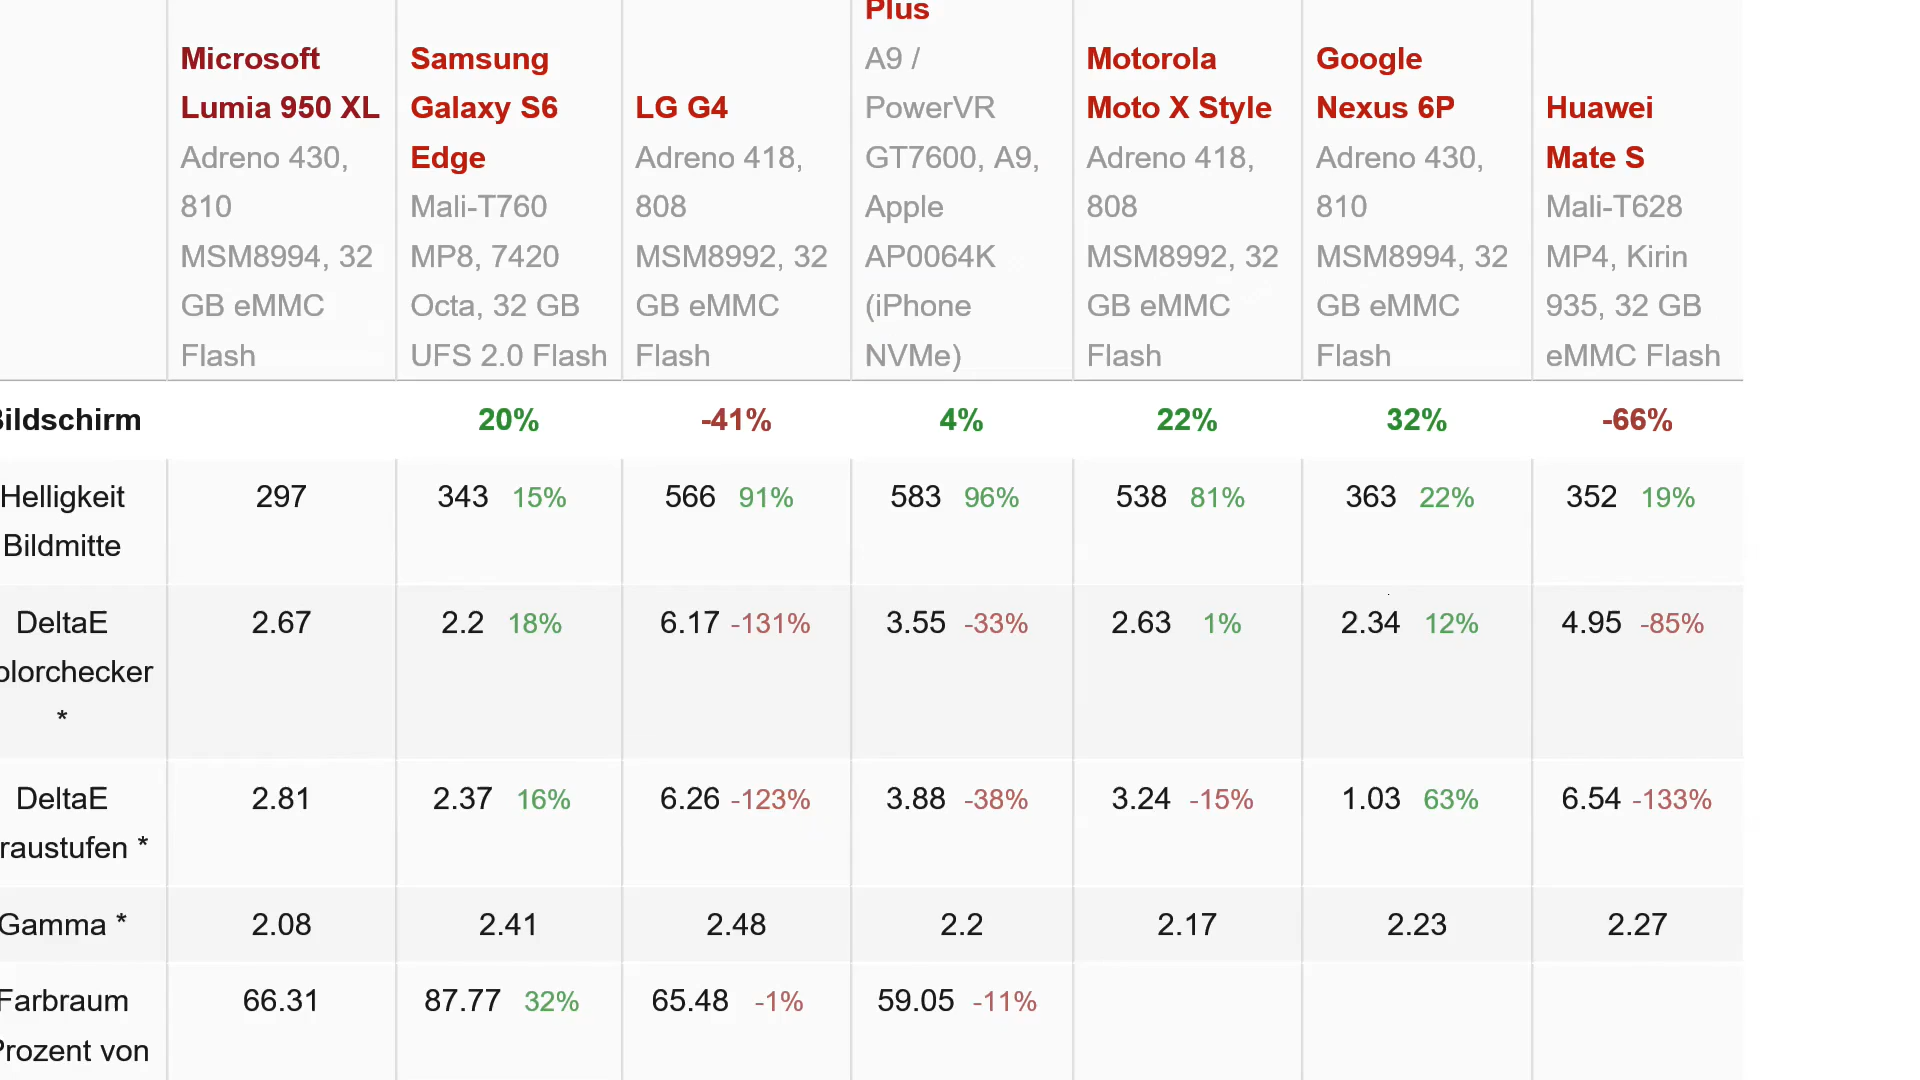 Plus
Microsoft
Lumia 950 XL
Adreno 430,
810
MSM8994, 32
GB eMMC
Flash
Samsung
Galaxy S6
Edge
Mali-T760
MP8, 7420
Octa, 32 GB
UFS 2.0 Flash
LG G4
Adreno 418,
808
MSM8992, 32
GB eMMC
Flash
A9 /
PowerVR
GT7600, A9,
Apple
AP0064K
(iPhone
NVMe)
Motorola
Moto X Style
Adreno 418,
808
MSM8992, 32
GB eMMC
Flash
Google
Nexus 6P
Adreno 430,
810
MSM8994, 32
GB eMMC
Flash
Huawei
Mate S
Mali-T628
MP4, Kirin
935, 32 GB
eMMC Flash
Bildschirm 20% -41% 4% 22% 32% -66%
Helligkeit 297 343 15% 566 91% 583 96% 538 81% 363 22% 352 19%
Bildmitte
DeltaE 2.67 2.2 18% 6.17 -131% 3.55 -33% 2.63 1% 2.34 12% 4.95 -85%
olorchecker
*
DeltaE 2.81 2.37 16% 6.26 -123% 3.88 -38% 3.24 -15% 1.03 63% 6.54 -133%
raustufen *
Gamma * 2.08 2.41 2.48 2.2 2.17 2.23 2.27
Farbraum 66.31 87.77 32% 65.48 -1% 59.05 -11%
Prozent von